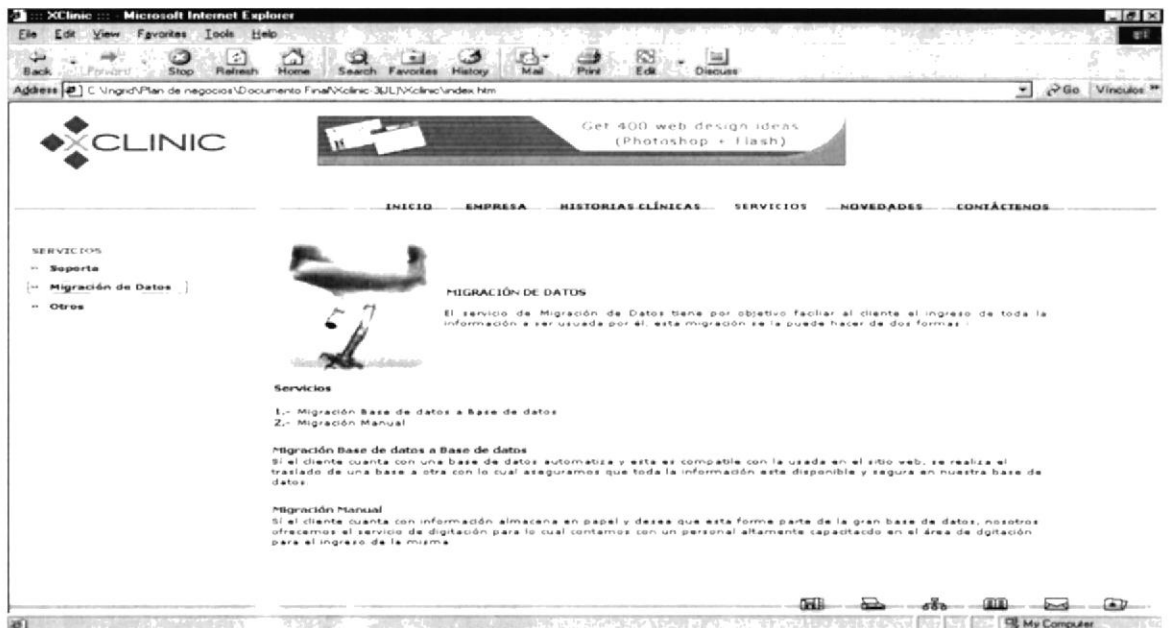 ::: XClinic ::: - Microsoft Internet Explorer
File Edit View Favorites Tools Help
Back Forward Stop Refresh Home Search Favorites History Mail Print Edit Discuss
Address C:\Ingrid\Plan de negocios\Documento Final\Xclinic-3(JL)\Xclinic\index.htm Go Vínculos »
XCLINIC
Get 400 web design ideas
(Photoshop + Flash)
INICIO EMPRESA HISTORIAS CLÍNICAS SERVICIOS NOVEDADES CONTÁCTENOS
SERVICIOS
Soporte
Migración de Datos
Otros
MIGRACIÓN DE DATOS
El servicio de Migración de Datos tiene por objetivo faciliar al cliente el ingreso de toda la
información a ser usuada por él, esta migración se la puede hacer de dos formas :
Servicios
1.- Migración Base de datos a Base de datos
2.- Migración Manual
Migración Base de datos a Base de datos
Si el cliente cuenta con una base de datos automatiza y esta es compatile con la usada en el sitio web, se realiza el
traslado de una base a otra con lo cual aseguramos que toda la información este disponible y segura en nuestra base de
datos.
Migración Manual
Si el cliente cuenta con información almacena en papel y desea que esta forme parte de la gran base de datos, nosotros
ofrecemos el servicio de digitación para lo cual contamos con un personal altamente capacitacdo en el área de dgitación
para el ingreso de la misma
My Computer